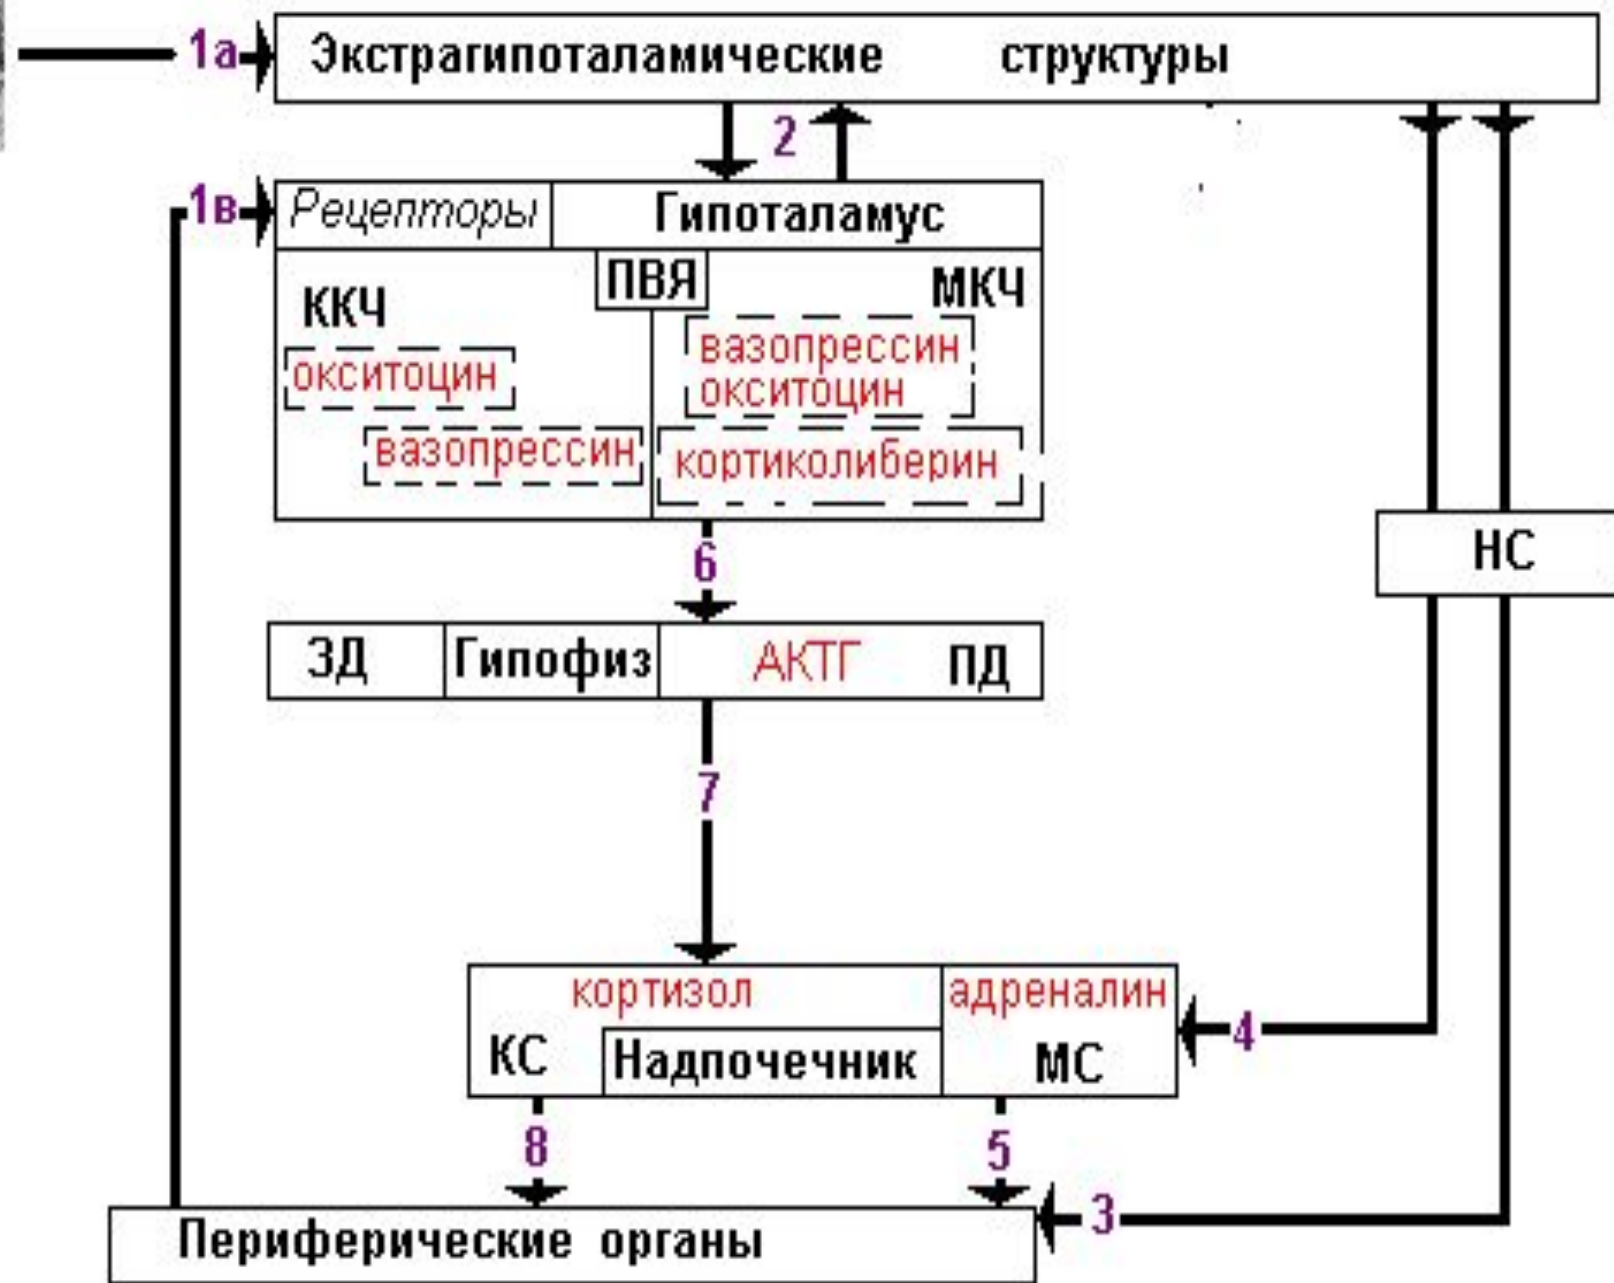 1а
Экстрагипоталамические структуры
2
1в
Рецепторы
Гипоталамус
ПВЯ
ККЧ
МКЧ
окситоцин
вазопрессин
вазопрессин
окситоцин
кортиколиберин
НС
6
ЗД
Гипофиз
АКТГ
ПД
7
кортизол
адреналин
КС
Надпочечник
МС
4
8
5
3
Периферические органы